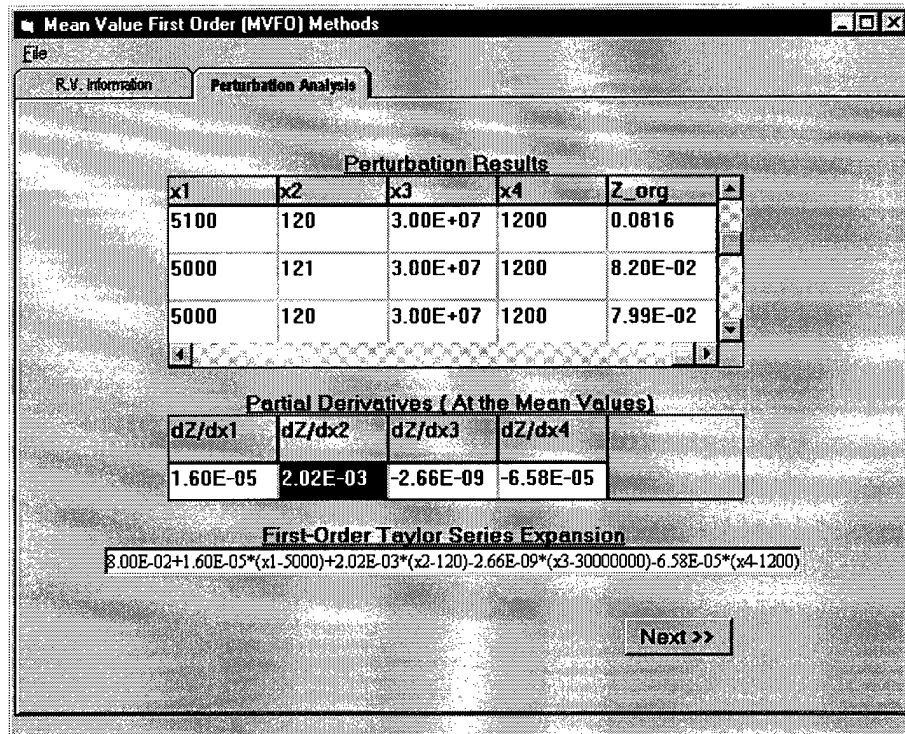 Mean Value First Order (MVFO) Methods
File
R.V. Information Perturbation Analysis
Perturbation Results
x1 x2 x3 x4 Z_org
5100 120 3.00E+07 1200 0.0816
5000 121 3.00E+07 1200 8.20E-02
5000 120 3.00E+07 1200 7.99E-02
Partial Derivatives ( At the Mean Values)
dZ/dx1 dZ/dx2 dZ/dx3 dZ/dx4
1.60E-05 2.02E-03 -2.66E-09 -6.58E-05
First-Order Taylor Series Expansion
8.00E-02+1.60E-05*(x1-5000)+2.02E-03*(x2-120)-2.66E-09*(x3-30000000)-6.58E-05*(x4-1200)
Next >>